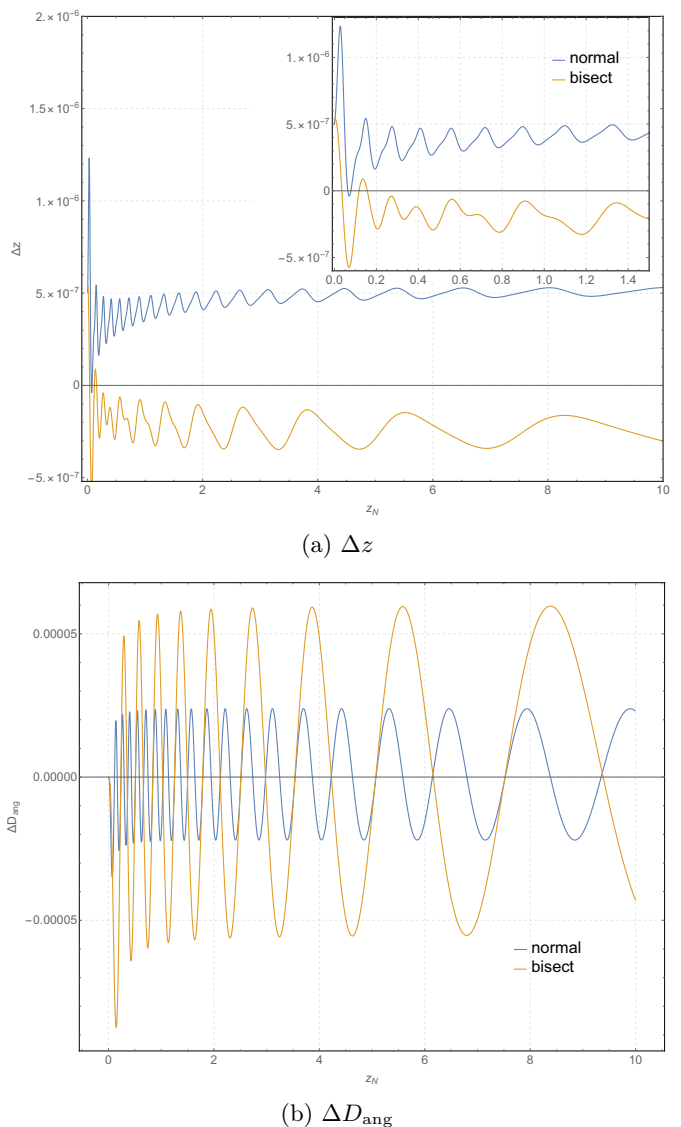 2.×10⁻⁶
1.5×10⁻⁶
1.×10⁻⁶
5.×10⁻⁷
0
−5.×10⁻⁷
Δz
1.×10⁻⁶
5.×10⁻⁷
0
−5.×10⁻⁷
normal
bisect
0.0 0.2 0.4 0.6 0.8 1.0 1.2 1.4
0 2 4 6 8 10
z_N
(a) Δz
0.00005
0.00000
−0.00005
ΔD_ang
normal
bisect
0 2 4 6 8 10
z_N
(b) ΔD_ang